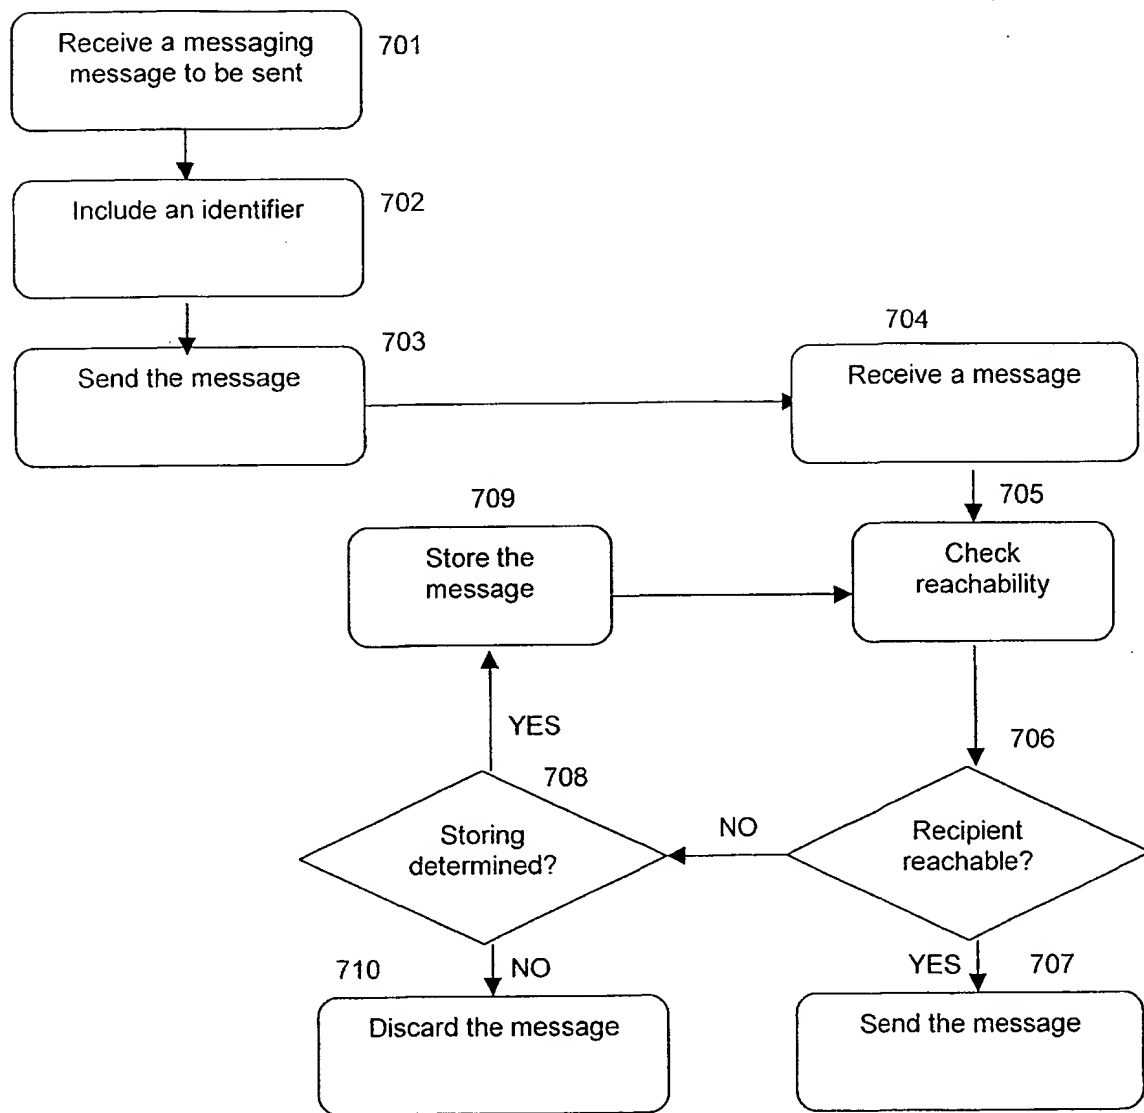 Receive a messaging
message to be sent
701
Include an identifier
702
703
Send the message
704
Receive a message
705
Check
reachability
709
Store the
message
YES
706
708
Storing
determined?
NO
Recipient
reachable?
710
NO
Discard the message
YES
707
Send the message